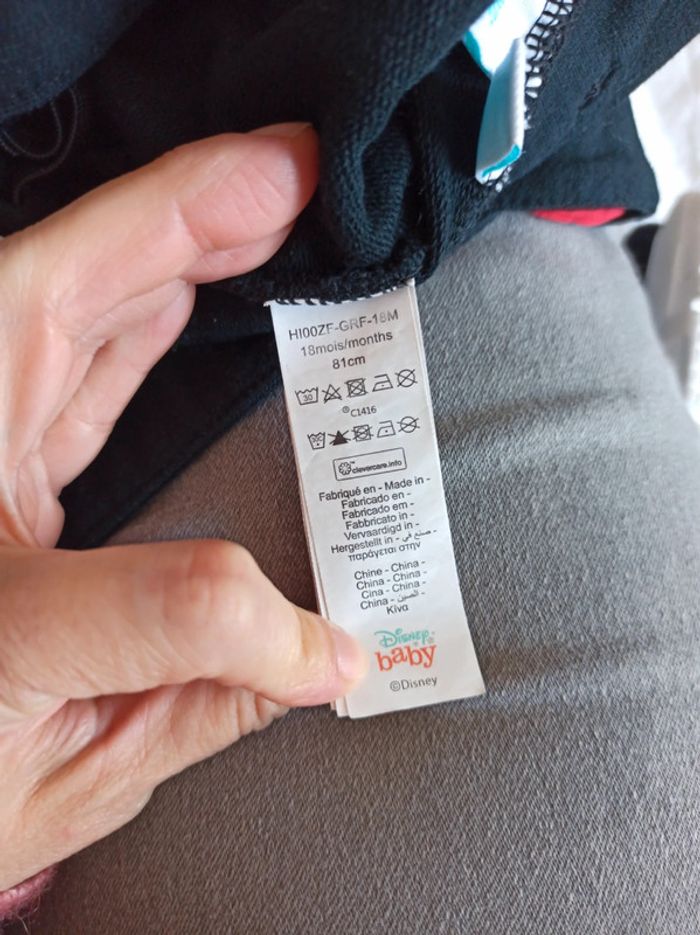 HI00ZF-GRF-18M
18mois/months
81cm
30
©C1416
30
clevercare.info
Fabriqué en - Made in -
Fabricado en -
Fabricado em -
Fabbricato in -
Vervaardigd in -
Hergestellt in - صنع في -
παράγεται στην
Chine - China -
China - China -
Cina - China -
China - الصين -
Κίνα
Disney
baby
©Disney